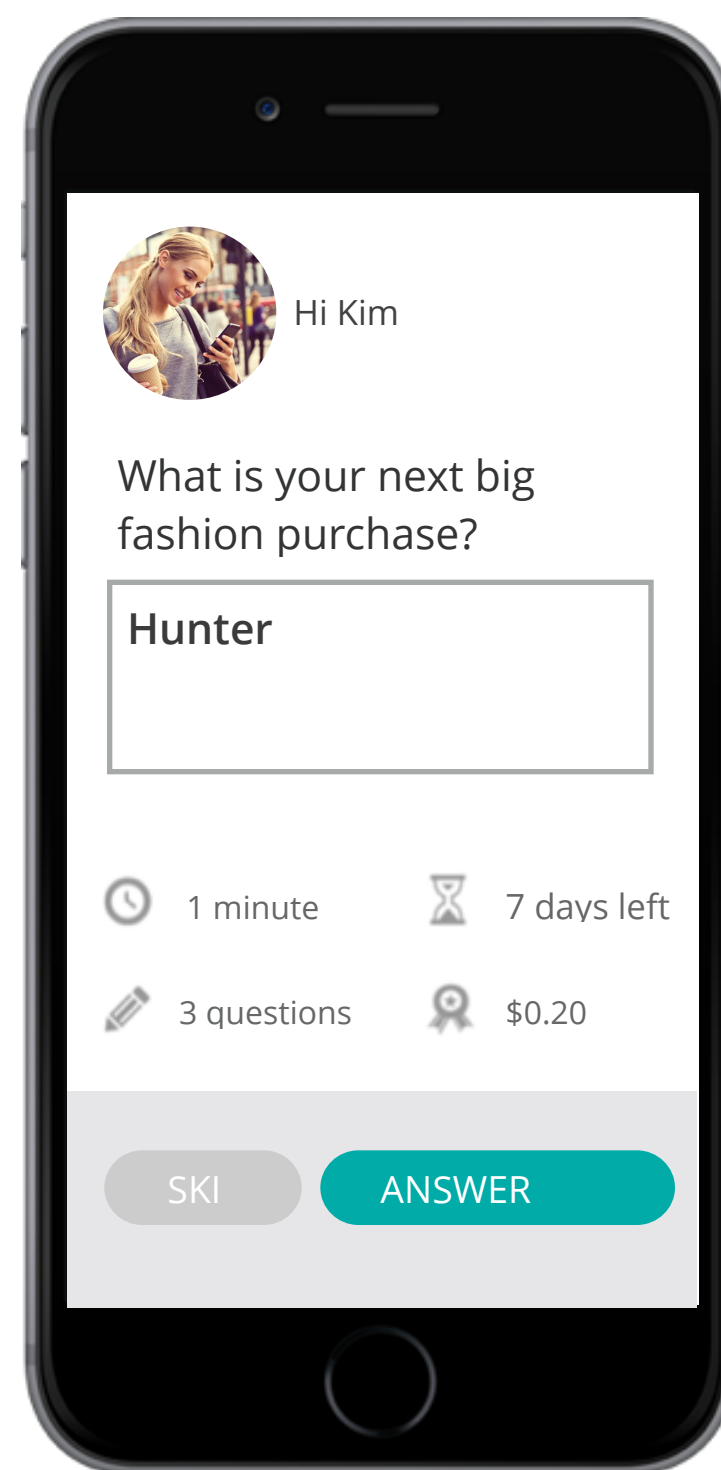 Hi Kim
What is your next big
fashion purchase?
Hunter
1 minute
7 days left
3 questions
$0.20
SKI
ANSWER